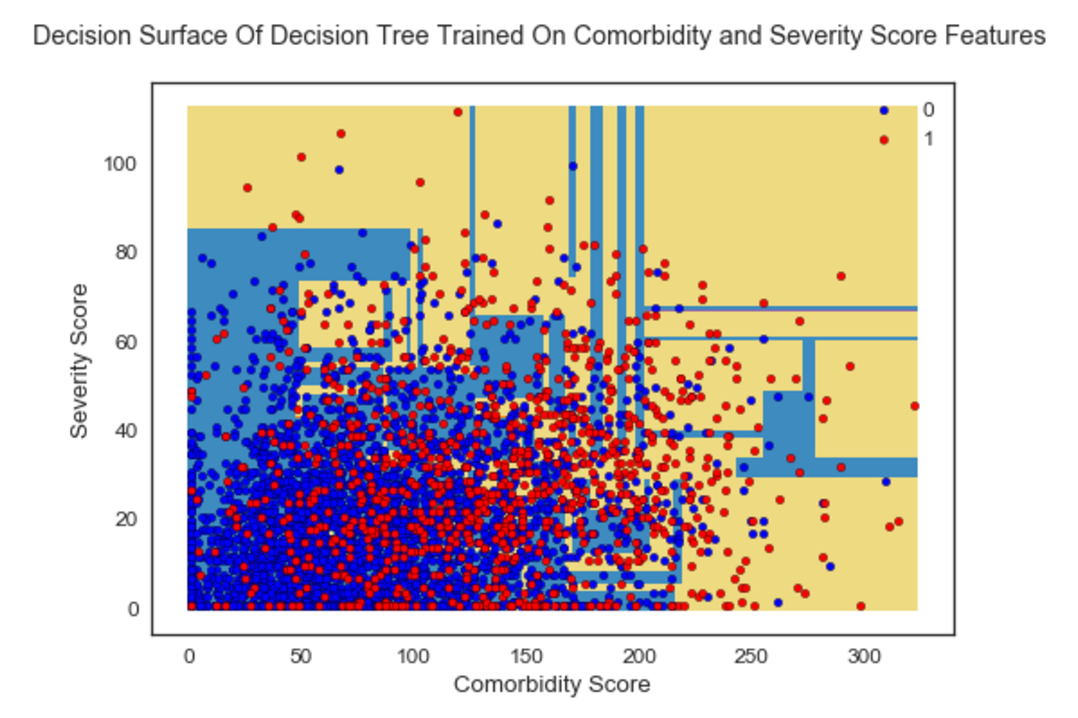 Decision Surface Of Decision Tree Trained On Comorbidity and Severity Score Features
0
1
100
80
60
40
20
0
Severity Score
0 50 100 150 200 250 300
Comorbidity Score